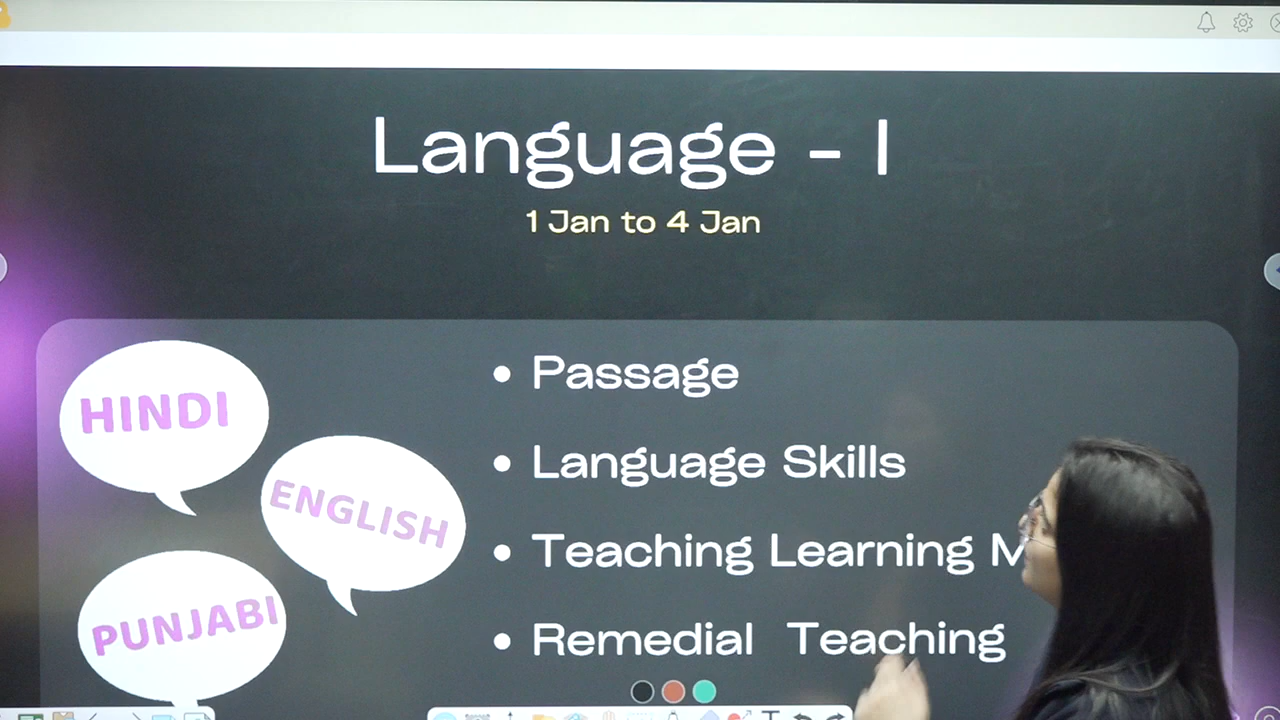 Language - I
1 Jan to 4 Jan
HINDI
ENGLISH
PUNJABI
• Passage
• Language Skills
• Teaching Learning
• Remedial Teaching